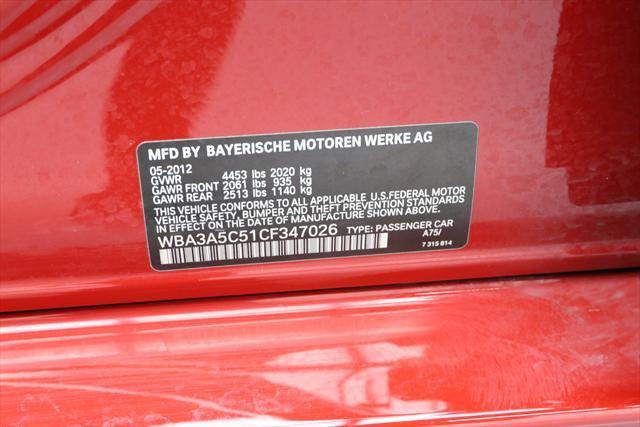 MFD BY BAYERISCHE MOTOREN WERKE AG
05-2012
GVWR 4453 lbs 2020 kg
GAWR FRONT 2061 lbs 935 kg
GAWR REAR 2513 lbs 1140 kg
THIS VEHICLE CONFORMS TO ALL APPLICABLE U.S.FEDERAL MOTOR
VEHICLE SAFETY, BUMPER AND THEFT PREVENTION STANDARDS
IN EFFECT ON THE DATE OF MANUFACTURE SHOWN ABOVE.
WBA3A5C51CF347026 TYPE: PASSENGER CAR
A75/
7 315 814